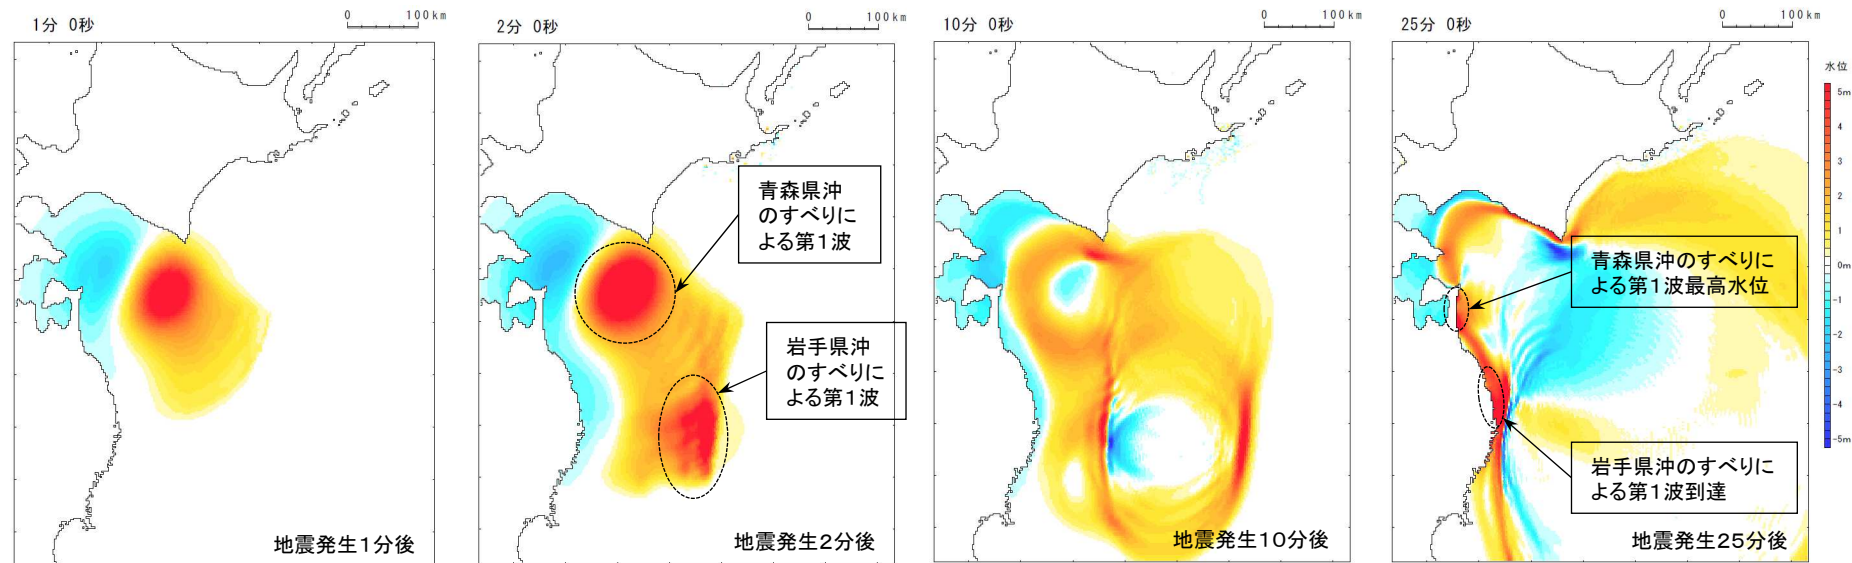 1分 0秒
0 100km
地震発生1分後
2分 0秒
0 100km
青森県沖
のすべりに
よる第1波
岩手県沖
のすべりに
よる第1波
地震発生2分後
10分 0秒
0 100km
地震発生10分後
25分 0秒
0 100km
青森県沖のすべりに
よる第1波最高水位
岩手県沖のすべりに
よる第1波到達
地震発生25分後
水位
5m
4
3
2
1
0m
-1
-2
-3
-4
-5m